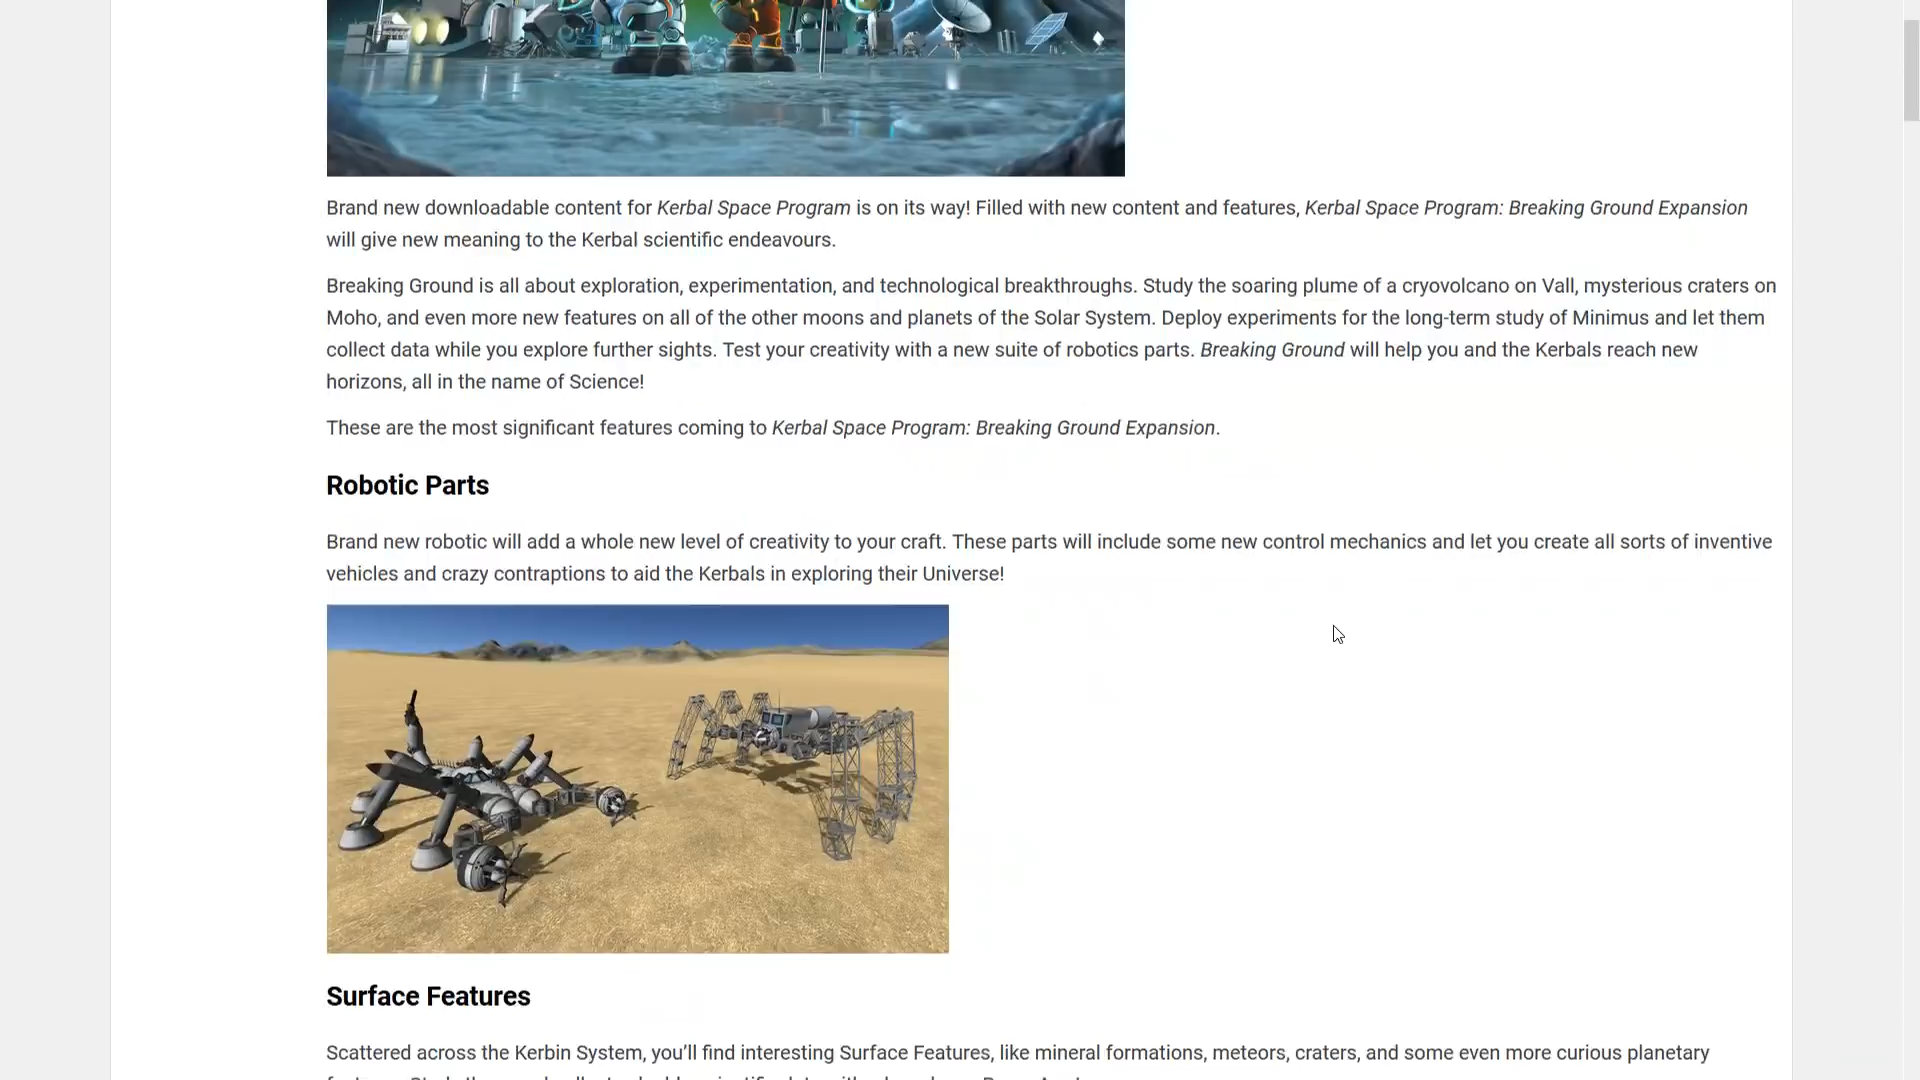 Brand new downloadable content for Kerbal Space Program is on its way! Filled with new content and features, Kerbal Space Program: Breaking Ground Expansion
will give new meaning to the Kerbal scientific endeavours.
Breaking Ground is all about exploration, experimentation, and technological breakthroughs. Study the soaring plume of a cryovolcano on Vall, mysterious craters on
Moho, and even more new features on all of the other moons and planets of the Solar System. Deploy experiments for the long-term study of Minimus and let them
collect data while you explore further sights. Test your creativity with a new suite of robotics parts. Breaking Ground will help you and the Kerbals reach new
horizons, all in the name of Science!
These are the most significant features coming to Kerbal Space Program: Breaking Ground Expansion.
Robotic Parts
Brand new robotic will add a whole new level of creativity to your craft. These parts will include some new control mechanics and let you create all sorts of inventive
vehicles and crazy contraptions to aid the Kerbals in exploring their Universe!
Surface Features
Scattered across the Kerbin System, you’ll find interesting Surface Features, like mineral formations, meteors, craters, and some even more curious planetary